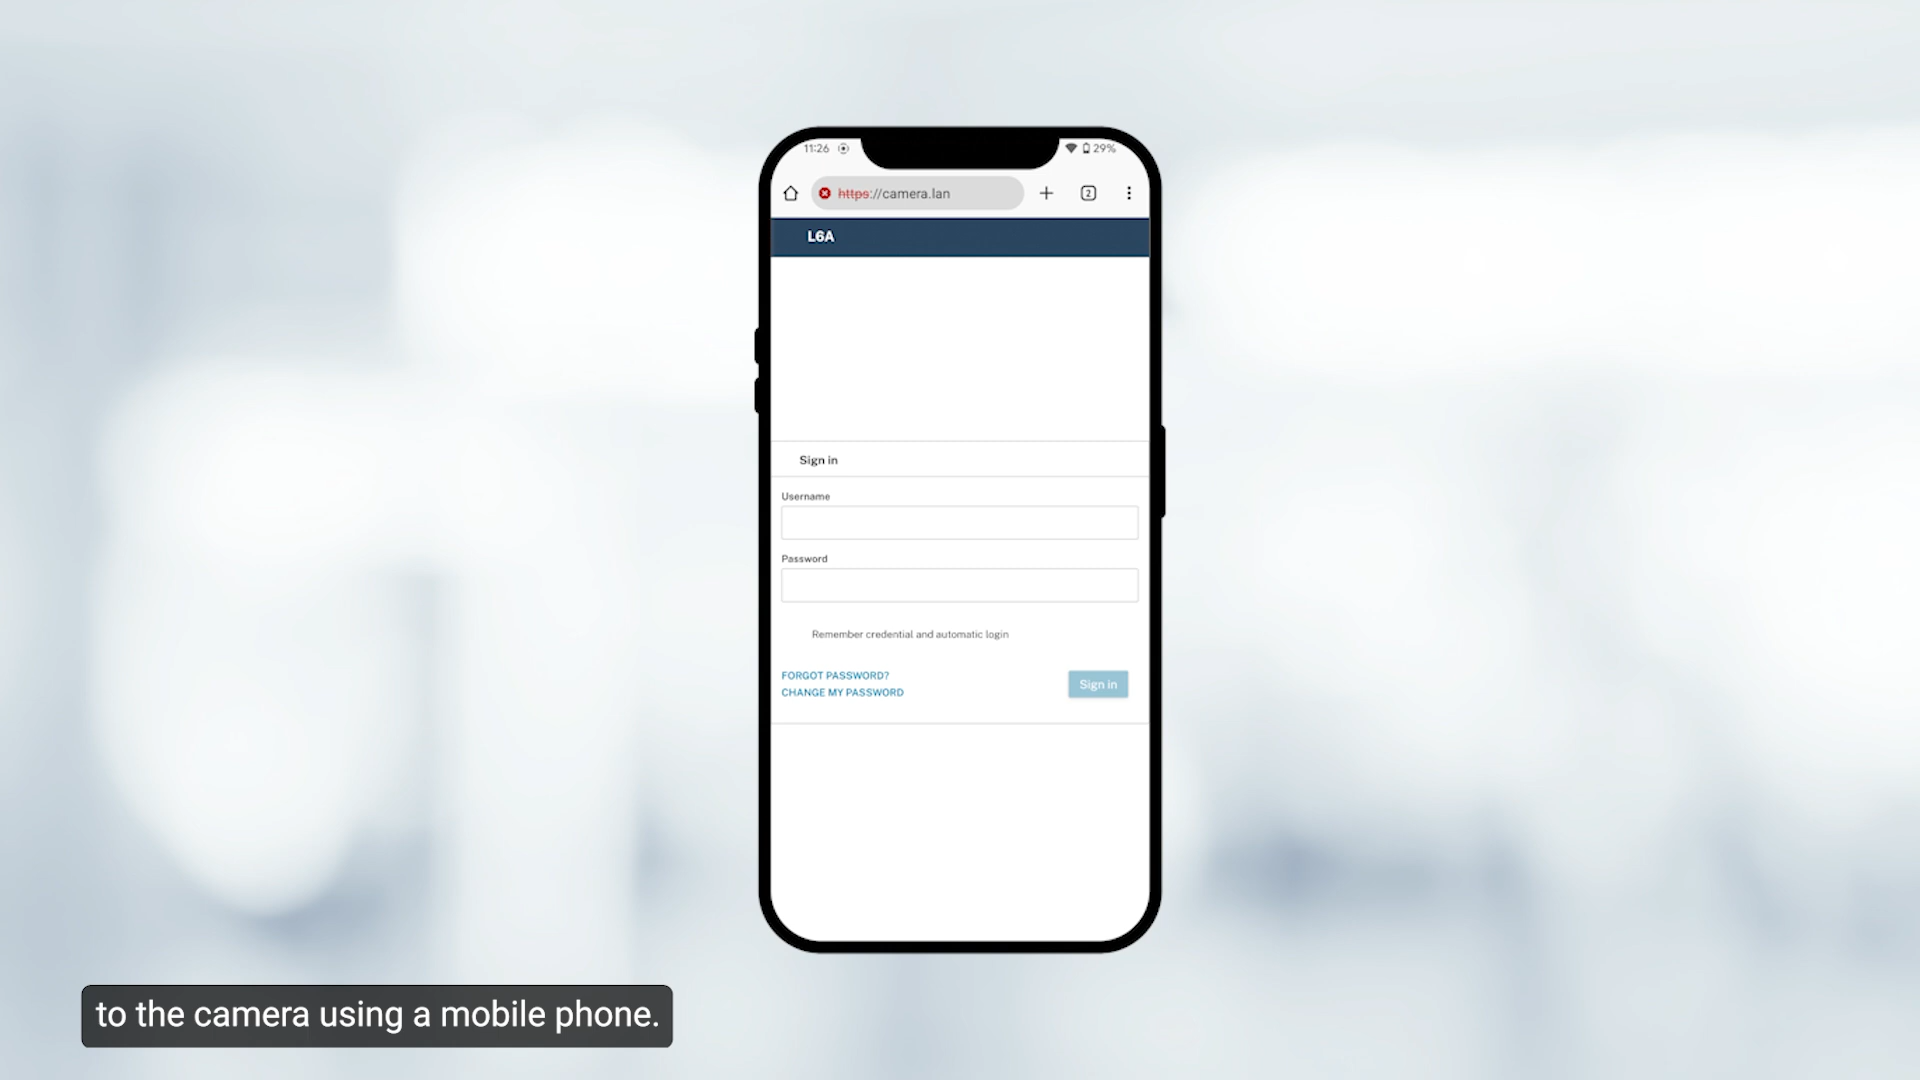 11:26
29%
https://camera.lan
2
L6A
Sign in
Username
Password
Remember credential and automatic login
FORGOT PASSWORD?
CHANGE MY PASSWORD
Sign in
to the camera using a mobile phone.